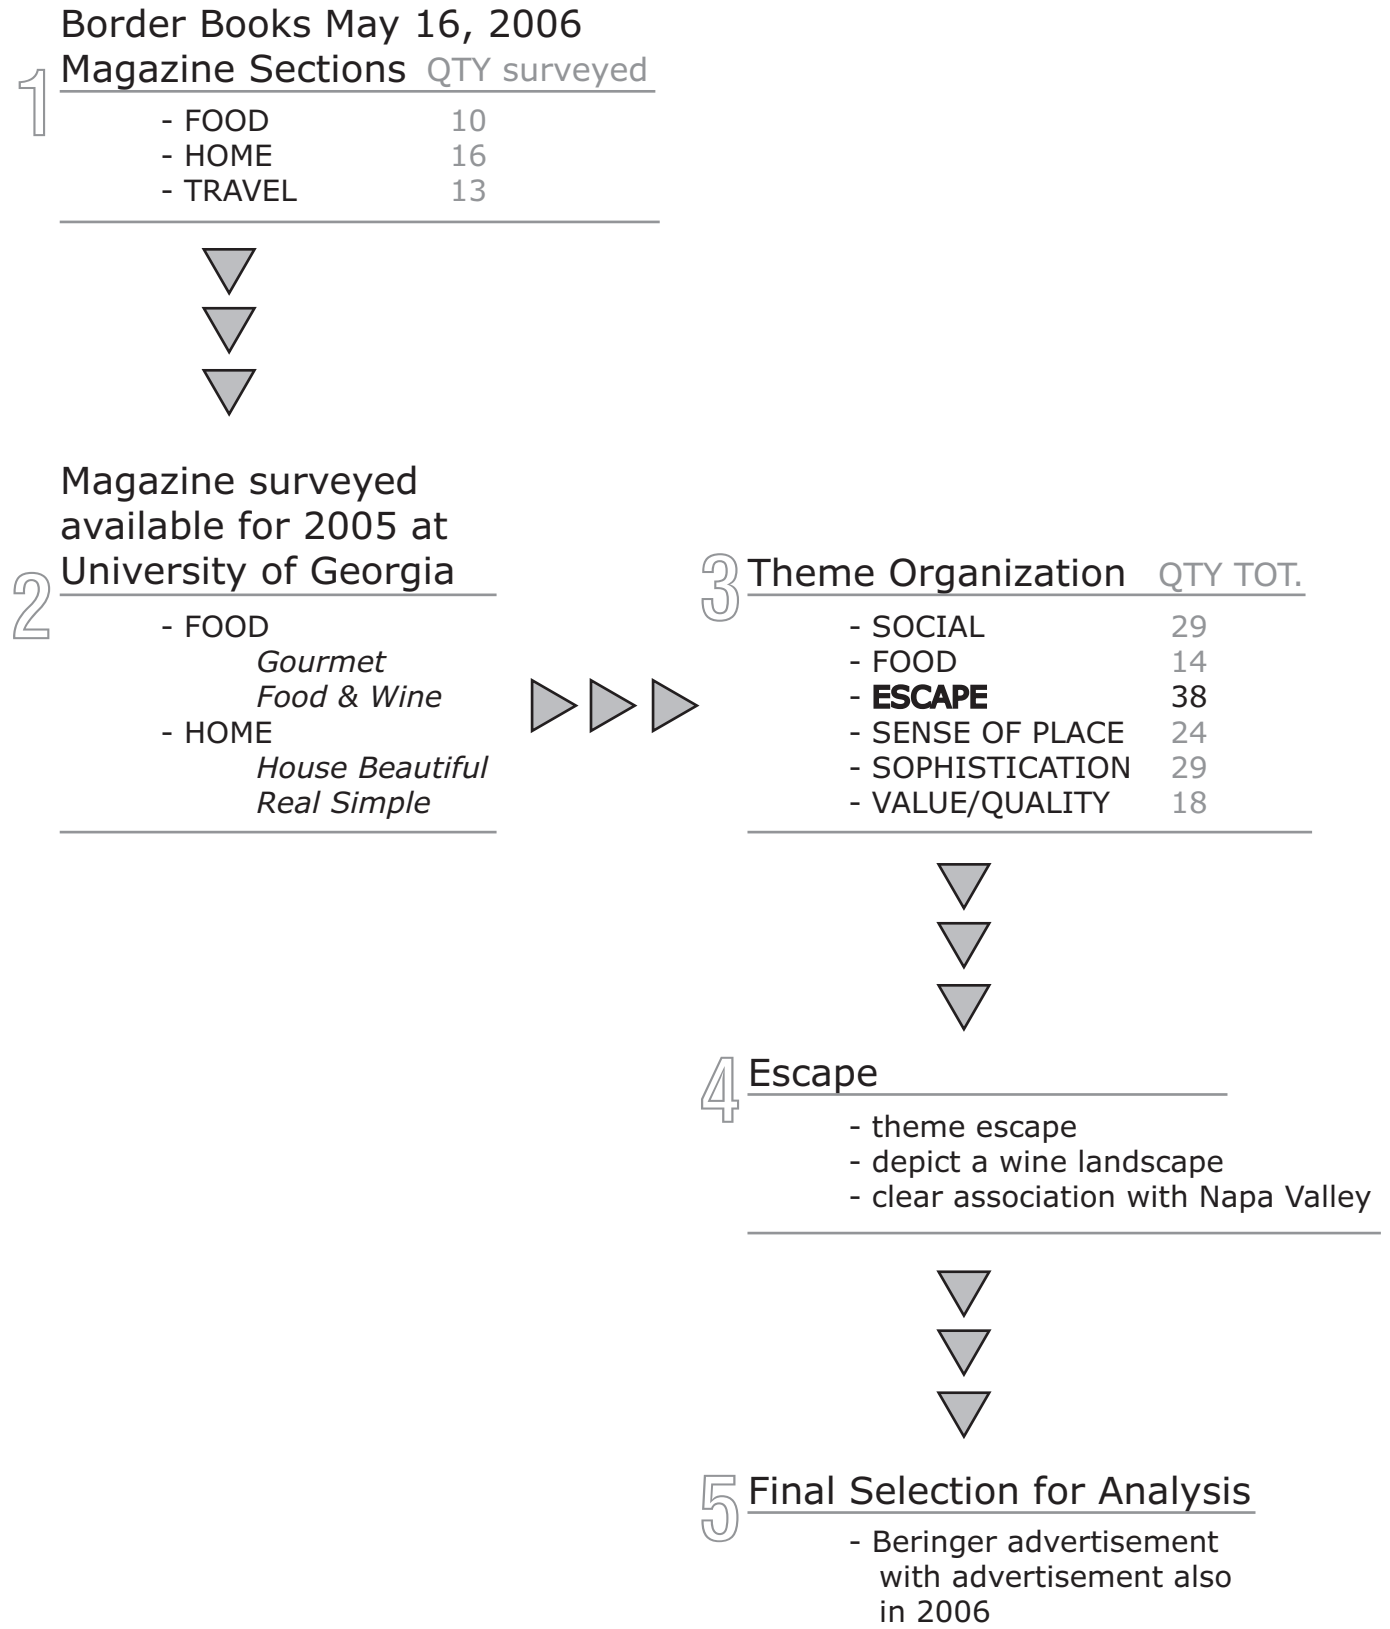 Border Books May 16, 2006
1 Magazine Sections QTY surveyed
- FOOD 10
- HOME 16
- TRAVEL 13
Magazine surveyed
available for 2005 at
2 University of Georgia
- FOOD
Gourmet
Food & Wine
- HOME
House Beautiful
Real Simple
3 Theme Organization QTY TOT.
- SOCIAL 29
- FOOD 14
- ESCAPE 38
- SENSE OF PLACE 24
- SOPHISTICATION 29
- VALUE/QUALITY 18
4 Escape
- theme escape
- depict a wine landscape
- clear association with Napa Valley
5 Final Selection for Analysis
- Beringer advertisement
with advertisement also
in 2006